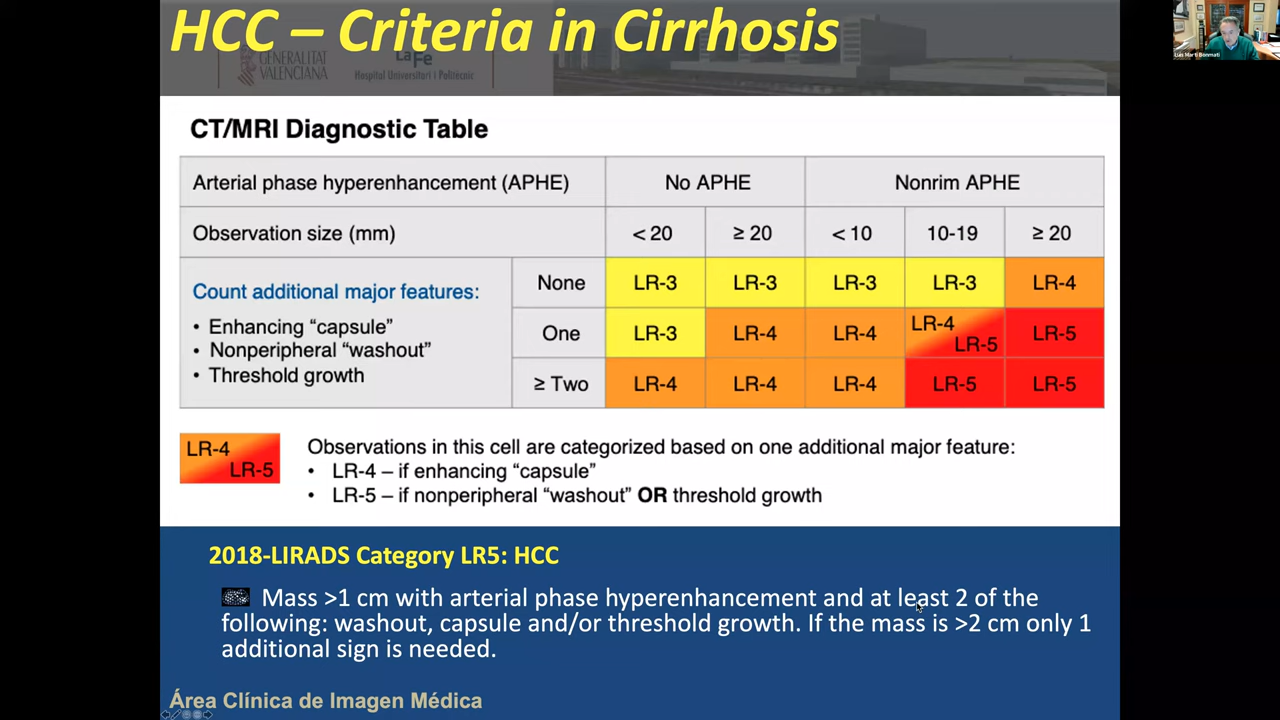 HCC – Criteria in Cirrhosis
GENERALITAT
VALENCIANA
La
Fe
Hospital Universitari i Politècnic
Luis Martí Bonmatí
CT/MRI Diagnostic Table
Arterial phase hyperenhancement (APHE) No APHE Nonrim APHE
Observation size (mm) < 20 ≥ 20 < 10 10-19 ≥ 20
Count additional major features:
• Enhancing “capsule”
• Nonperipheral “washout”
• Threshold growth
None LR-3 LR-3 LR-3 LR-3 LR-4
One LR-3 LR-4 LR-4 LR-4 LR-5 LR-5
≥ Two LR-4 LR-4 LR-4 LR-5 LR-5
LR-4
LR-5
Observations in this cell are categorized based on one additional major feature:
• LR-4 – if enhancing “capsule”
• LR-5 – if nonperipheral “washout” OR threshold growth
2018-LIRADS Category LR5: HCC
Mass >1 cm with arterial phase hyperenhancement and at least 2 of the
following: washout, capsule and/or threshold growth. If the mass is >2 cm only 1
additional sign is needed.
Área Clínica de Imagen Médica